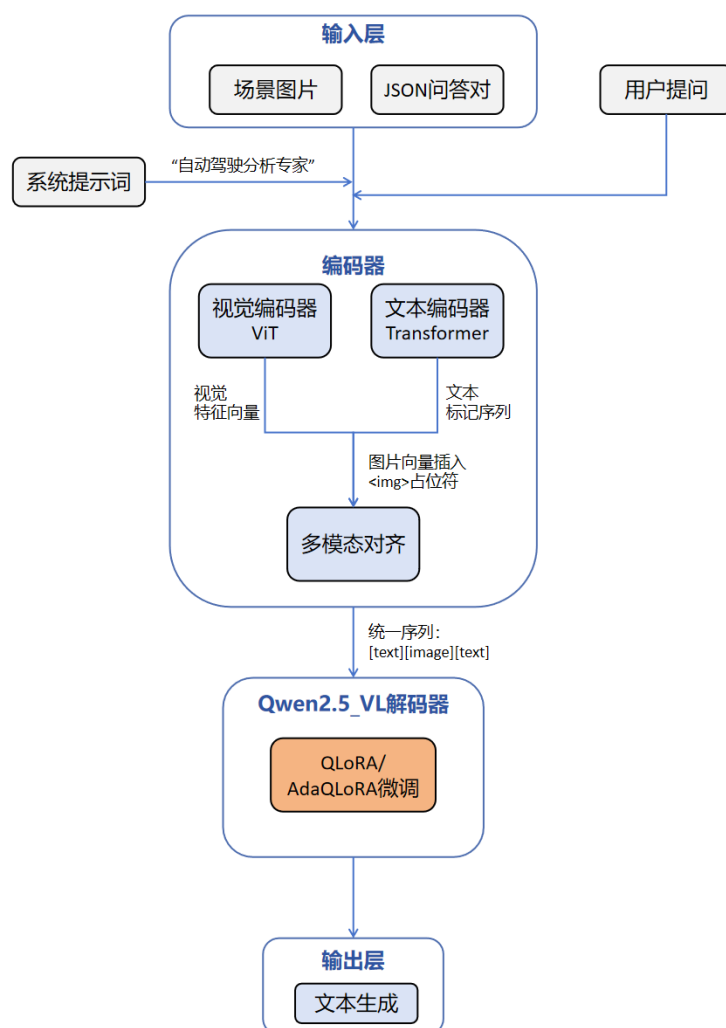 输入层
场景图片
JSON问答对
用户提问
系统提示词
“自动驾驶分析专家”
编码器
视觉编码器
ViT
文本编码器
Transformer
视觉
特征向量
文本
标记序列
图片向量插入
<img>占位符
多模态对齐
统一序列：
[text][image][text]
Qwen2.5_VL解码器
QLoRA/
AdaQLoRA微调
输出层
文本生成